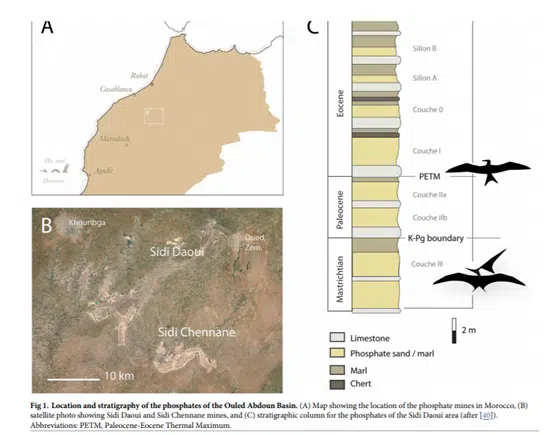 A
Rabat
Casablanca
Marrakech
Agadir
B
Khouribga
Sidi Daoui
Oued
Zem
Sidi Chennane
10 km
C
Eocene
Paleocene
Mastrichtian
Sillon B
Sillon A
Couche 0
Couche I
PETM
Couche IIa
Couche IIb
K-Pg boundary
Couche III
2 m
Limestone
Phosphate sand / marl
Marl
Chert
Fig 1. Location and stratigraphy of the phosphates of the Ouled Abdoun Basin. (A) Map showing the location of the phosphate mines in Morocco, (B)
satellite photo showing Sidi Daoui and Sidi Chennane mines, and (C) stratigraphic column for the phosphates of the Sidi Daoui area (after [40]).
Abbreviations: PETM, Paleocene-Eocene Thermal Maximum.